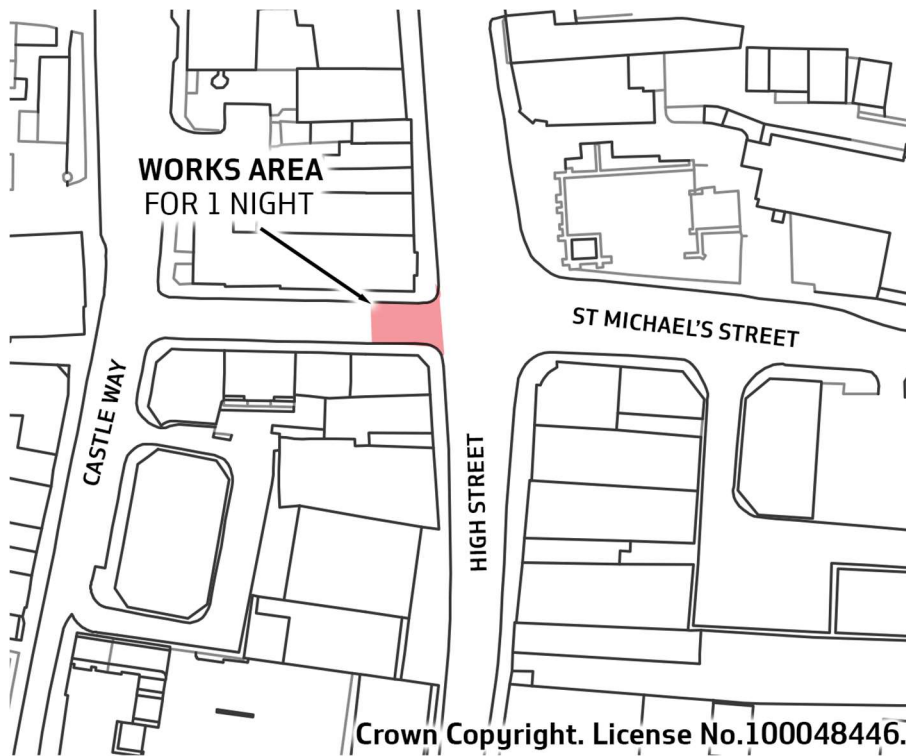 WORKS AREA
FOR 1 NIGHT
ST MICHAEL'S STREET
CASTLE WAY
HIGH STREET
Crown Copyright. License No.100048446.